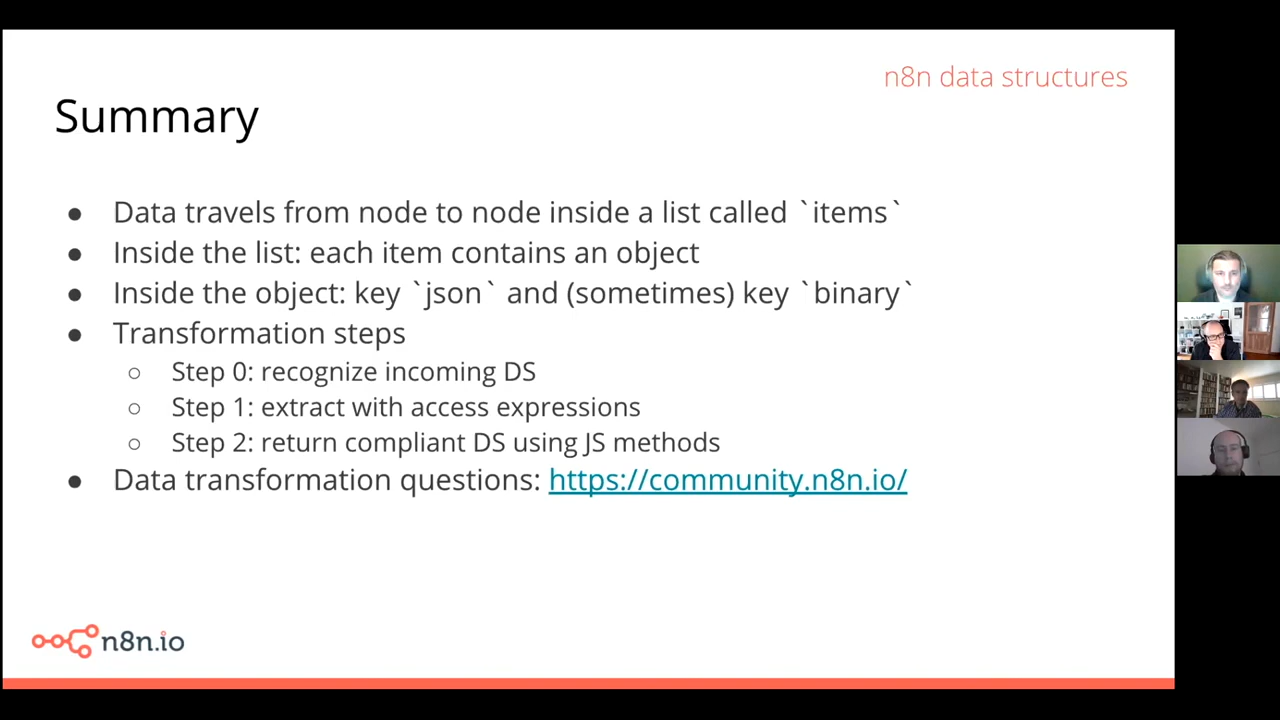 n8n data structures
Summary
● Data travels from node to node inside a list called `items`
● Inside the list: each item contains an object
● Inside the object: key `json` and (sometimes) key `binary`
● Transformation steps
○ Step 0: recognize incoming DS
○ Step 1: extract with access expressions
○ Step 2: return compliant DS using JS methods
● Data transformation questions: https://community.n8n.io/
n8n.io